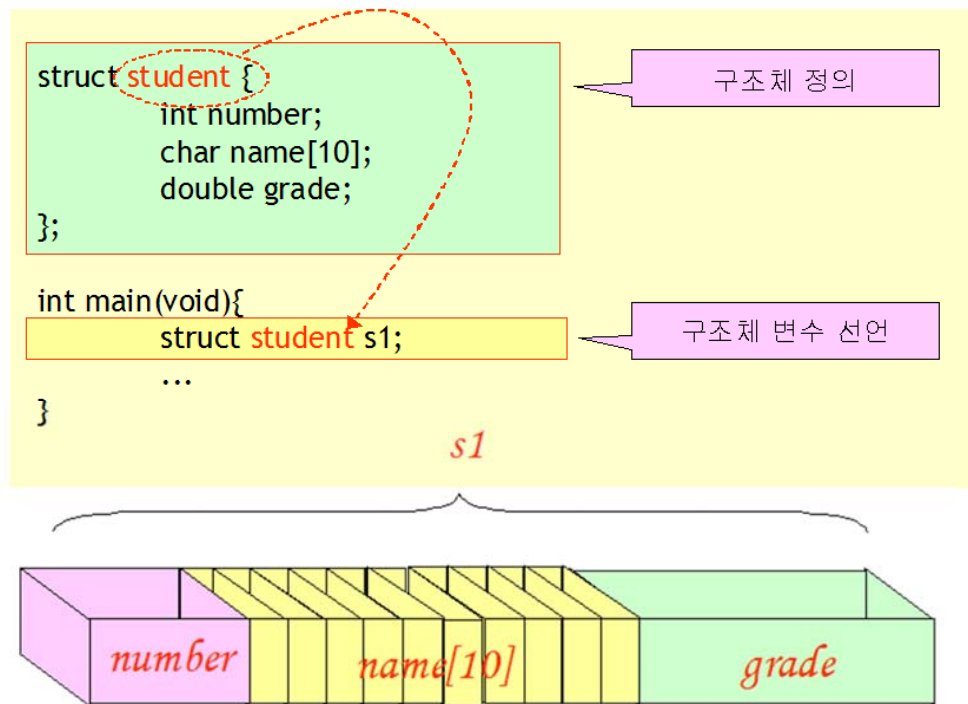 struct student {
int number;
char name[10];
double grade;
};
구조체 정의
int main(void){
struct student s1;
...
}
구조체 변수 선언
s1
number
name[10]
grade